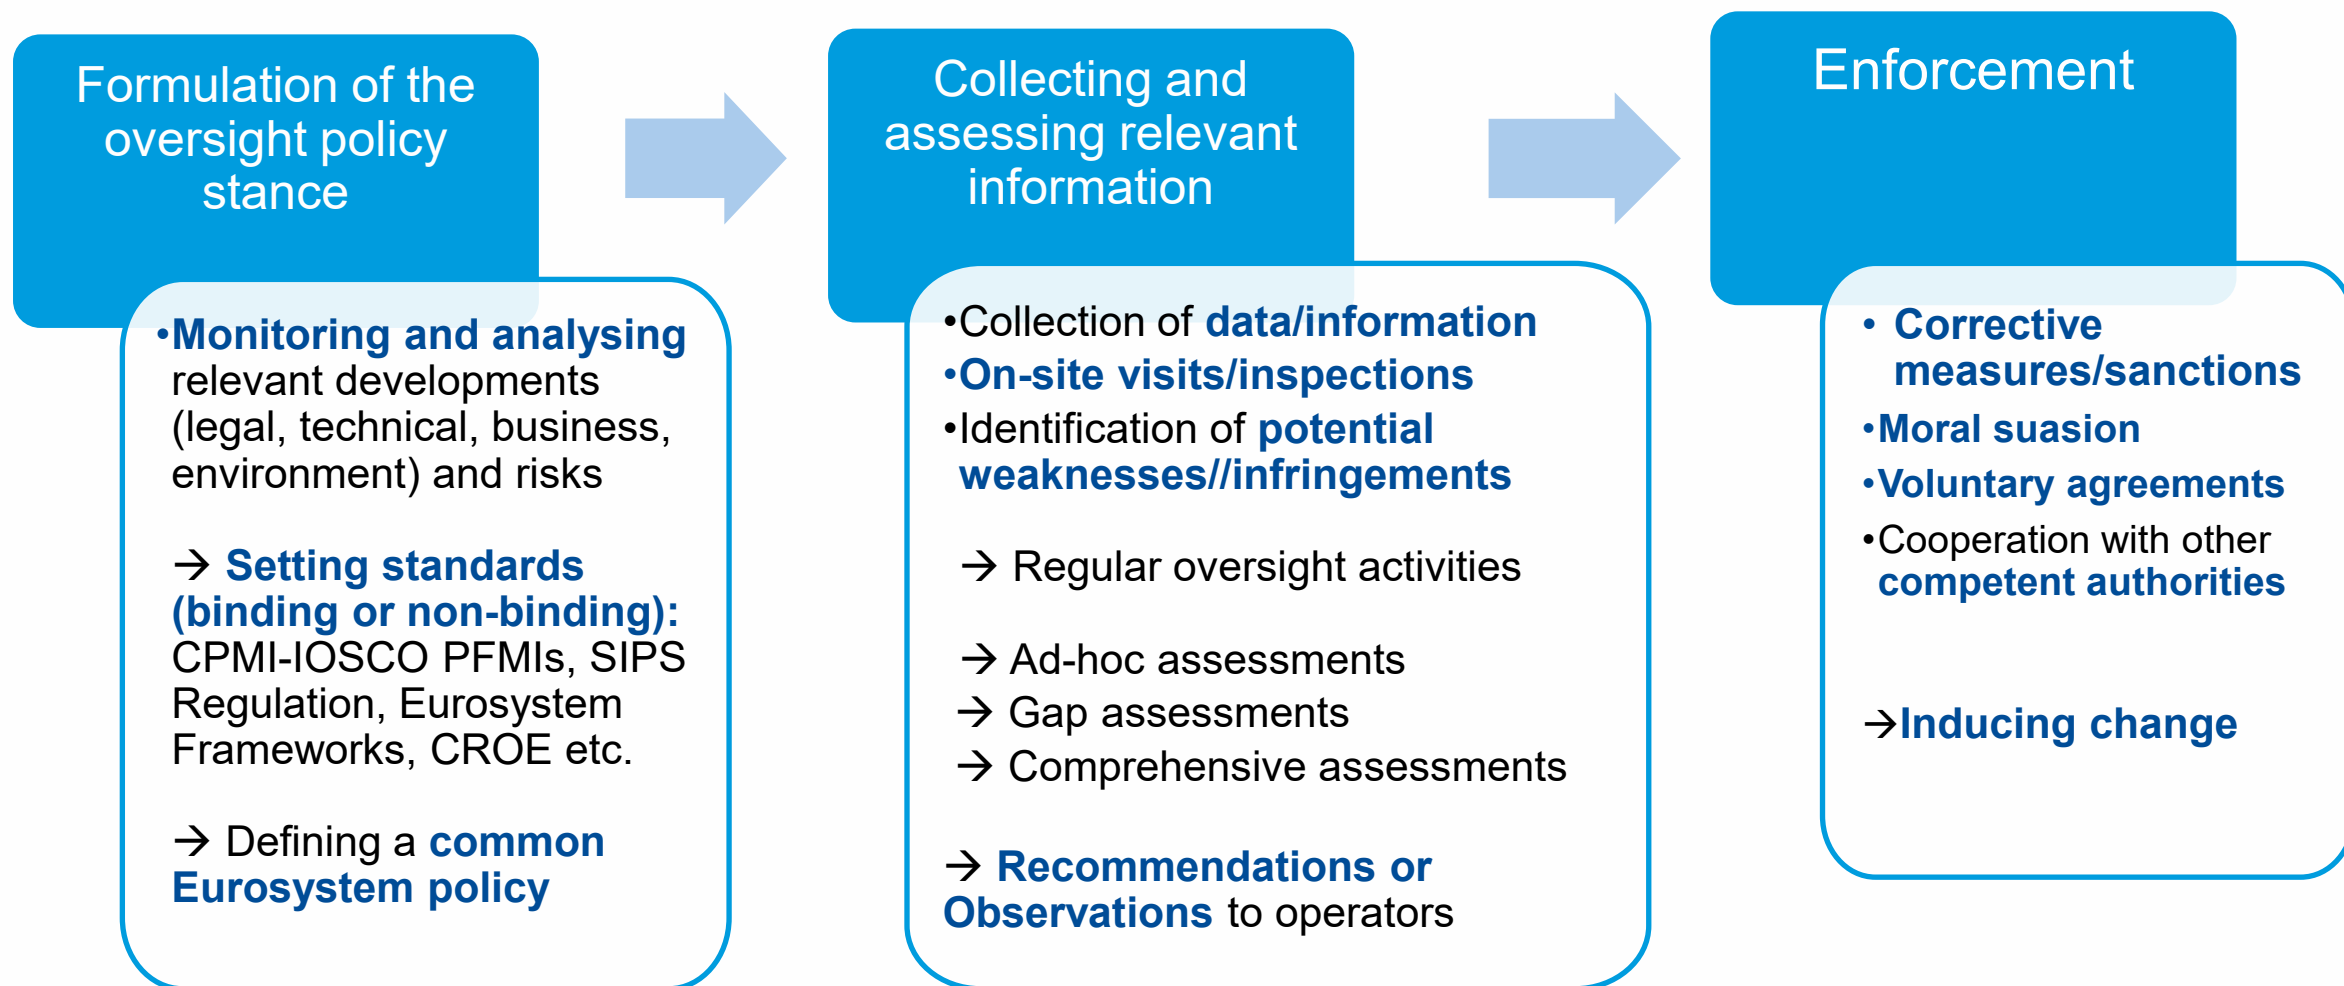 Formulation of the
oversight policy
stance
•Monitoring and analysing
relevant developments
(legal, technical, business,
environment) and risks
→ Setting standards
(binding or non-binding):
CPMI-IOSCO PFMIs, SIPS
Regulation, Eurosystem
Frameworks, CROE etc.
→ Defining a common
Eurosystem policy
Collecting and
assessing relevant
information
•Collection of data/information
•On-site visits/inspections
•Identification of potential
weaknesses//infringements
→ Regular oversight activities
→ Ad-hoc assessments
→ Gap assessments
→ Comprehensive assessments
→ Recommendations or
Observations to operators
Enforcement
• Corrective
measures/sanctions
•Moral suasion
•Voluntary agreements
•Cooperation with other
competent authorities
→Inducing change